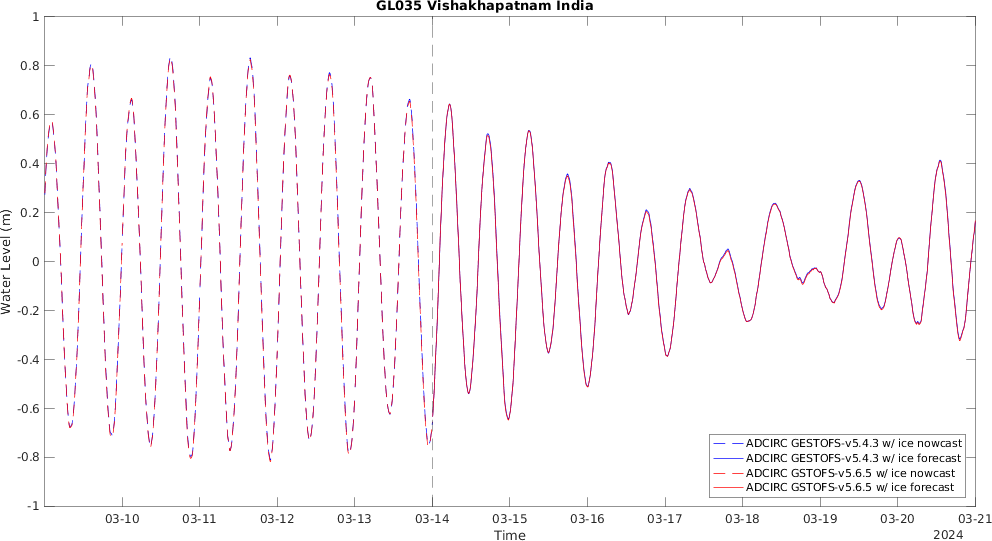 GL035 Vishakhapatnam India
Water Level (m)
1
0.8
0.6
0.4
0.2
0
-0.2
-0.4
-0.6
-0.8
-1
ADCIRC GESTOFS-v5.4.3 w/ ice nowcast
ADCIRC GESTOFS-v5.4.3 w/ ice forecast
ADCIRC GSTOFS-v5.6.5 w/ ice nowcast
ADCIRC GSTOFS-v5.6.5 w/ ice forecast
03-10 03-11 03-12 03-13 03-14 03-15 03-16 03-17 03-18 03-19 03-20 03-21
Time
2024